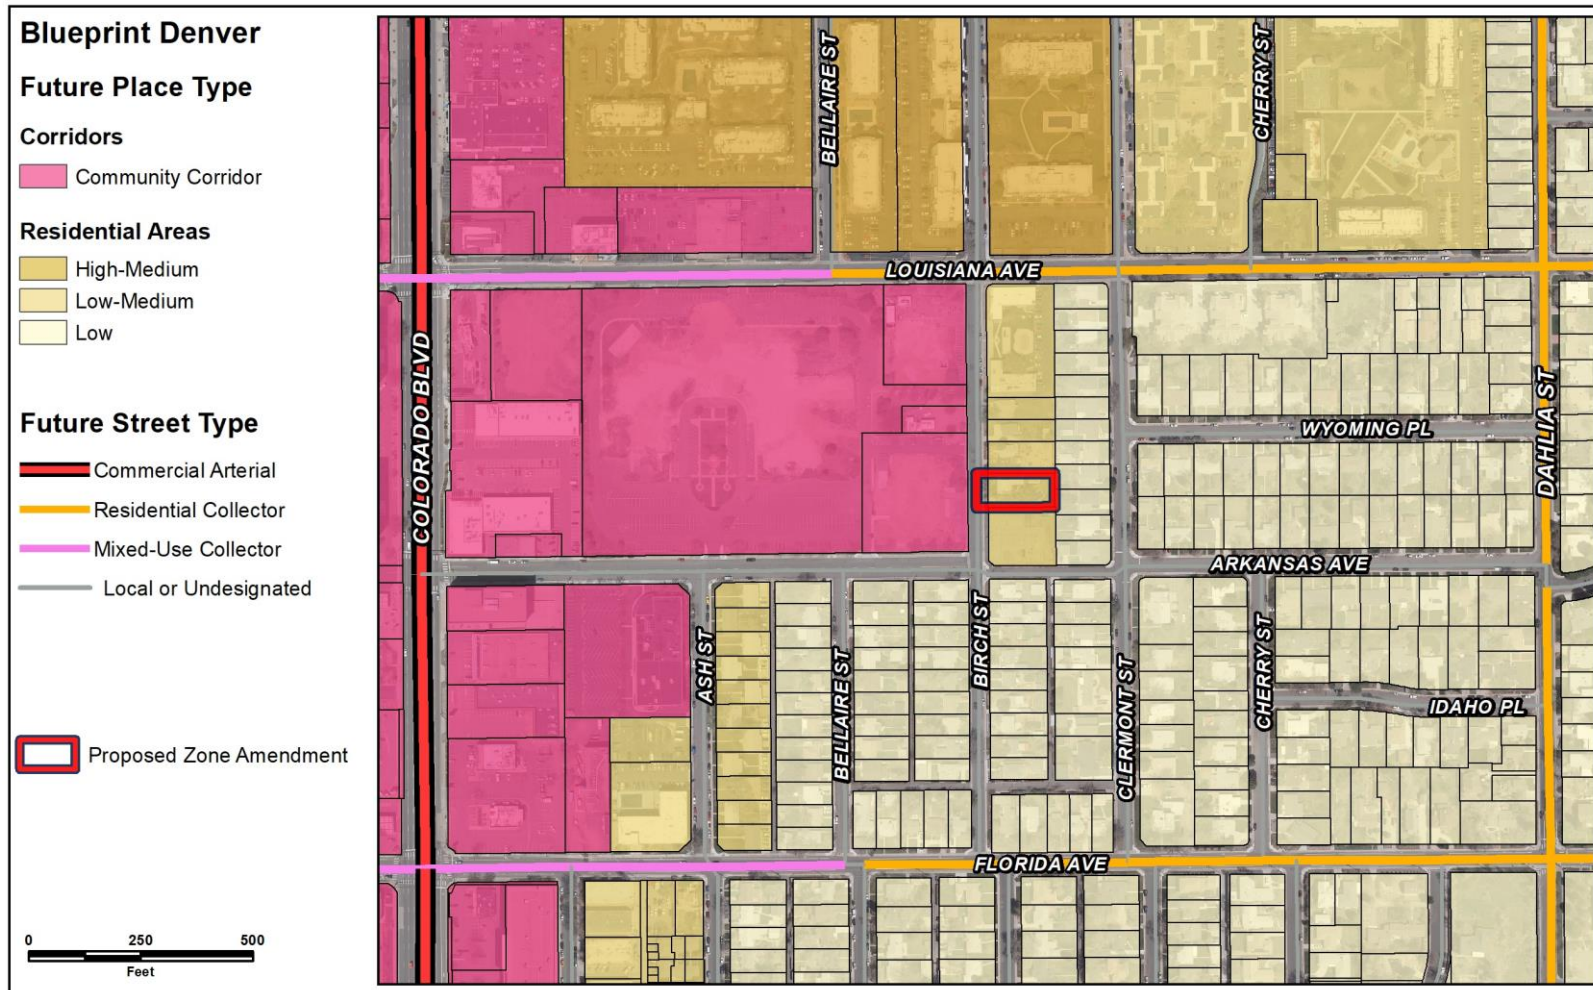 Blueprint Denver
Future Place Type
Corridors
Community Corridor
Residential Areas
High-Medium
Low-Medium
Low
Future Street Type
Commercial Arterial
Residential Collector
Mixed-Use Collector
Local or Undesignated
Proposed Zone Amendment
0 250 500
Feet
BELLAIRE ST
CHERRY ST
LOUISIANA AVE
COLORADO BLVD
WYOMING PL
DAHLIA ST
ARKANSAS AVE
ASH ST
BELLAIRE ST
BIRCH ST
CLERMONT ST
CHERRY ST
IDAHO PL
FLORIDA AVE